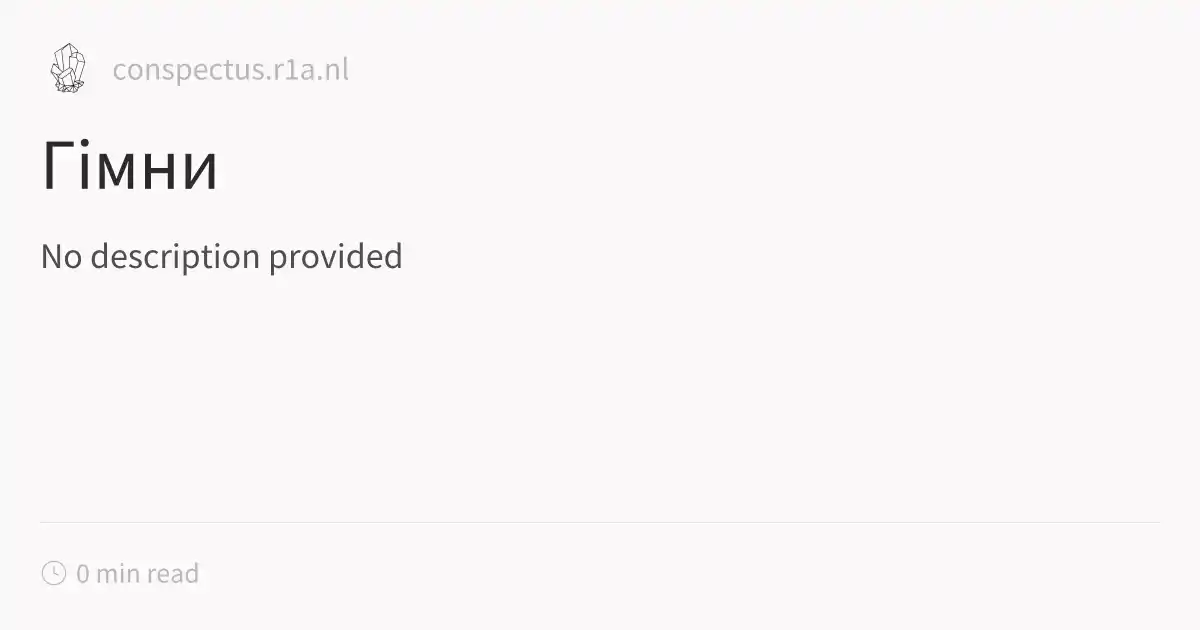 conspectus.r1a.nl
Гімни
No description provided
0 min read